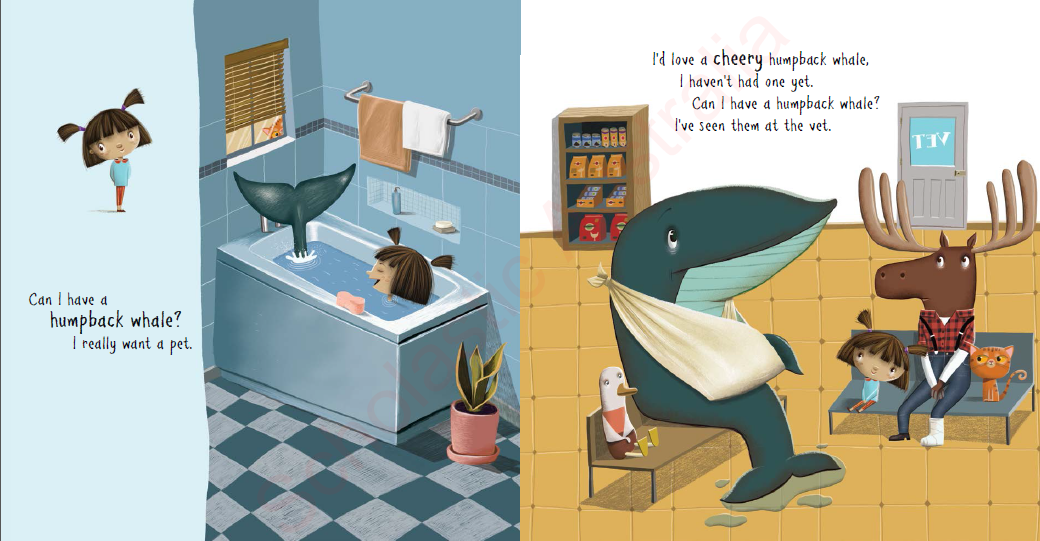 Can I have a
humpback whale?
I really want a pet.
I'd love a cheery humpback whale,
I haven't had one yet.
Can I have a humpback whale?
I've seen them at the vet.
VET